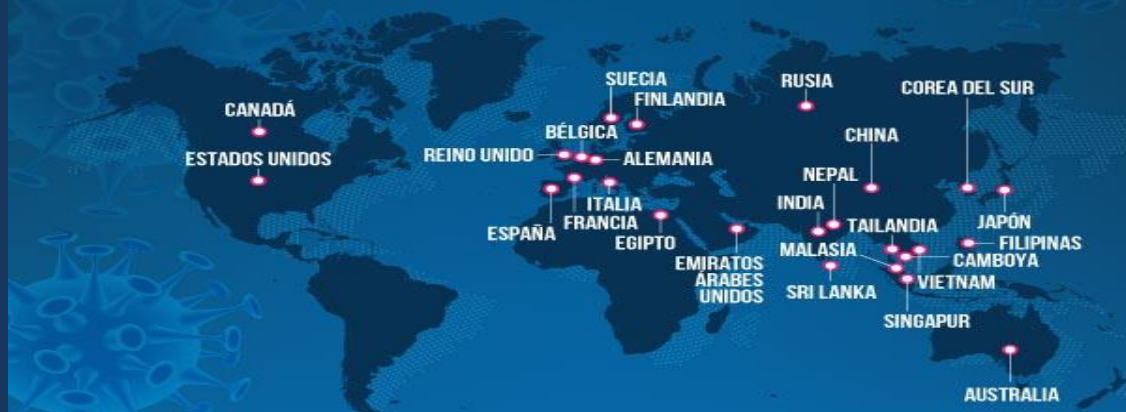 SUECIA
RUSIA
FINLANDIA
COREA DEL SUR
CANADÁ
BÉLGICA
CHINA
REINO UNIDO
ALEMANIA
ESTADOS UNIDOS
NEPAL
ITALIA
INDIA
FRANCIA
TAILANDIA
JAPÓN
ESPAÑA
EGIPTO
FILIPINAS
MALASIA
CAMBOYA
EMIRATOS
ÁRABES
UNIDOS
VIETNAM
SRI LANKA
SINGAPUR
AUSTRALIA